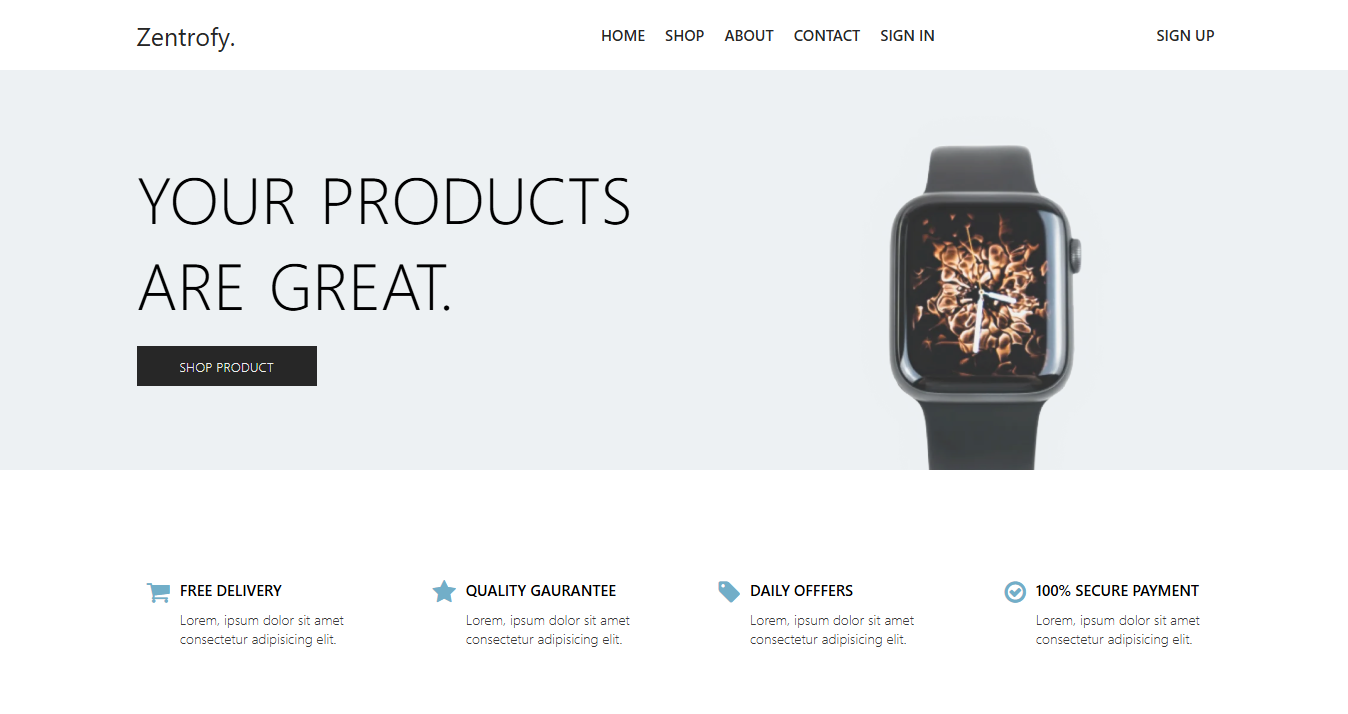 Zentrofy.
HOME SHOP ABOUT CONTACT SIGN IN
SIGN UP
YOUR PRODUCTS
ARE GREAT.
SHOP PRODUCT
FREE DELIVERY
Lorem, ipsum dolor sit amet
consectetur adipisicing elit.
QUALITY GAURANTEE
Lorem, ipsum dolor sit amet
consectetur adipisicing elit.
DAILY OFFFERS
Lorem, ipsum dolor sit amet
consectetur adipisicing elit.
100% SECURE PAYMENT
Lorem, ipsum dolor sit amet
consectetur adipisicing elit.